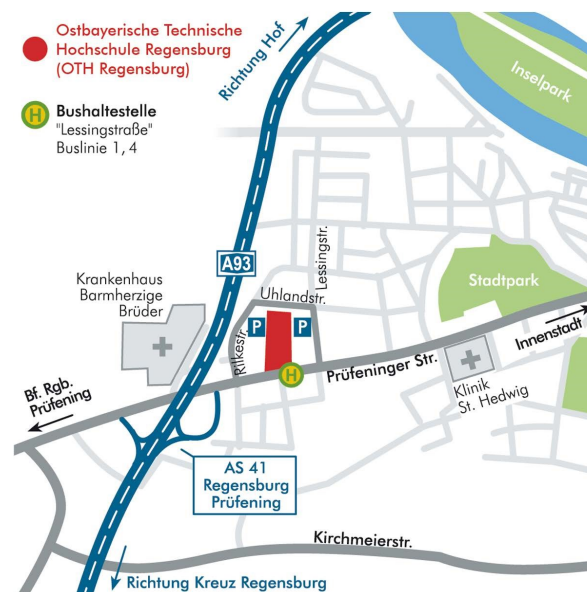 Ostbayerische Technische
Hochschule Regensburg
(OTH Regensburg)
H
Bushaltestelle
"Lessingstraße"
Buslinie 1, 4
Richtung Hof
Inselpark
A93
Krankenhaus
Barmherzige
Brüder
Lessingstr.
Uhlandstr.
Stadtpark
P
P
Rilkestr.
H
Prüfeninger Str.
Innenstadt
Klinik
St. Hedwig
Bf. Rgb.
Prüfening
AS 41
Regensburg
Prüfening
Kirchmeierstr.
Richtung Kreuz Regensburg